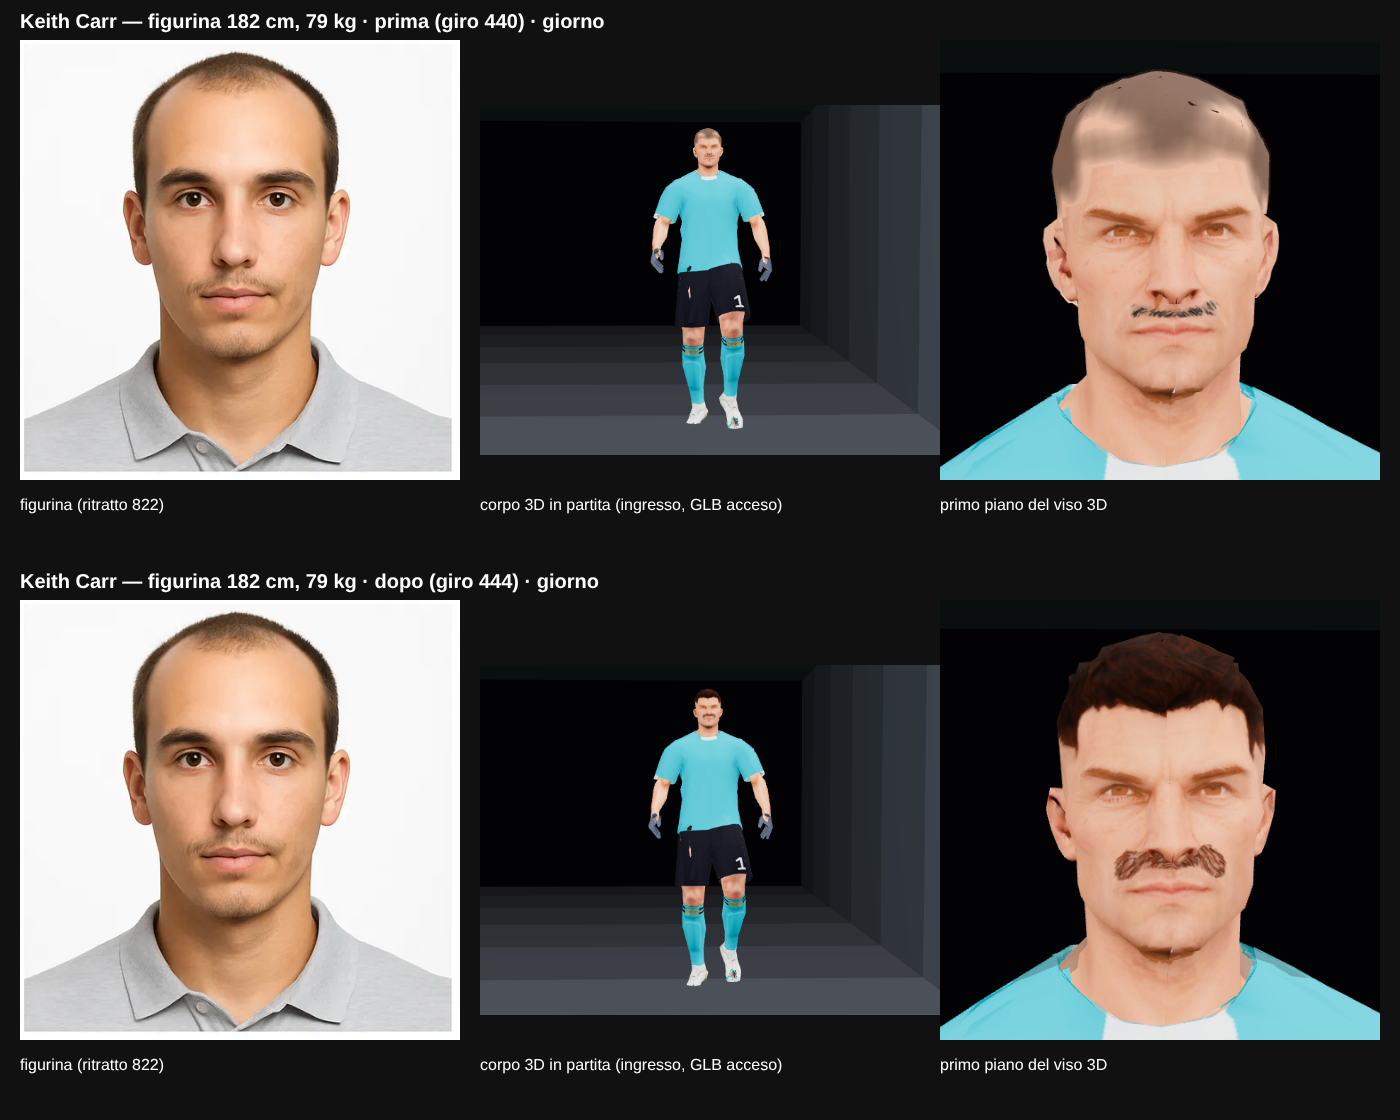 Keith Carr — figurina 182 cm, 79 kg · prima (giro 440) · giorno
1
figurina (ritratto 822)
corpo 3D in partita (ingresso, GLB acceso)
primo piano del viso 3D
Keith Carr — figurina 182 cm, 79 kg · dopo (giro 444) · giorno
1
figurina (ritratto 822)
corpo 3D in partita (ingresso, GLB acceso)
primo piano del viso 3D